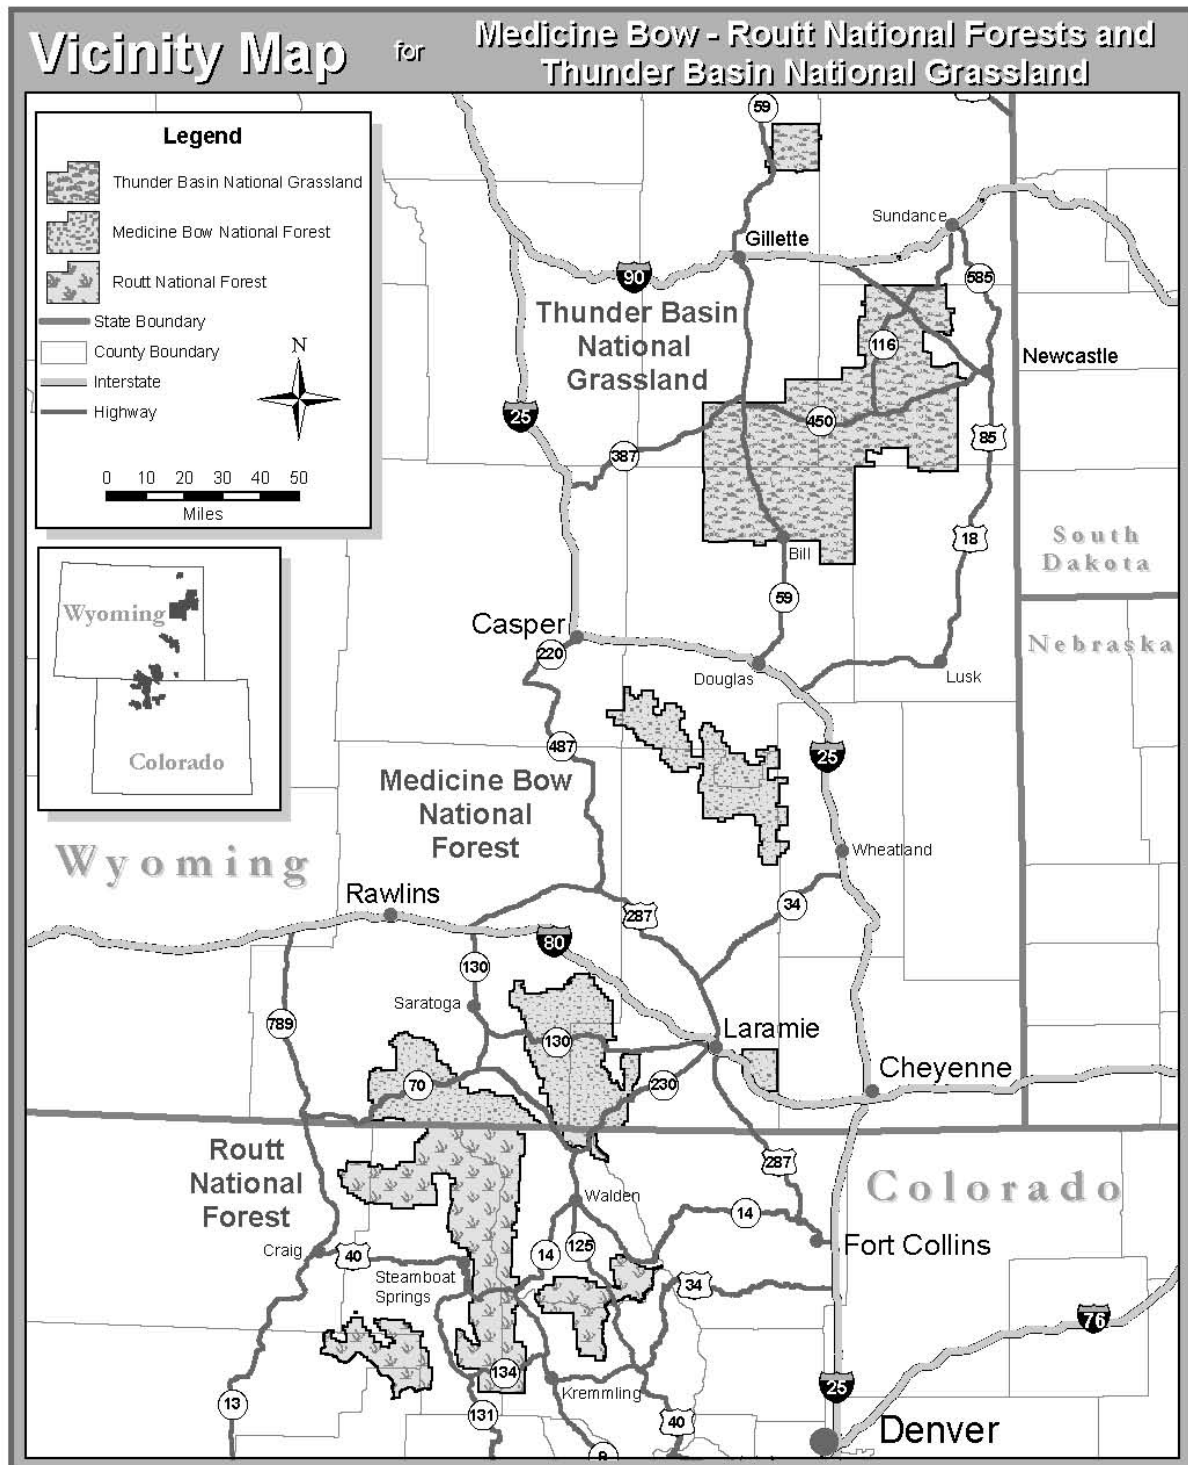 Vicinity Map
for
Medicine Bow - Routt National Forests and
Thunder Basin National Grassland
Legend
Thunder Basin National Grassland
Medicine Bow National Forest
Routt National Forest
State Boundary
County Boundary
Interstate
Highway
N
0 10 20 30 40 50
Miles
Wyoming
Colorado
59
Sundance
Gillette
90
585
Thunder Basin
National
Grassland
116
Newcastle
25
450
85
387
18
South
Dakota
Bill
59
Casper
220
Nebraska
Douglas
Lusk
487
25
Medicine Bow
National
Forest
Wyoming
Wheatland
Rawlins
287
34
80
130
Saratoga
789
130
Laramie
70
230
Cheyenne
Routt
National
Forest
287
Colorado
Walden
14
Craig
40
14
125
Fort Collins
Steamboat
Springs
34
76
134
Kremmling
25
13
131
40
Denver